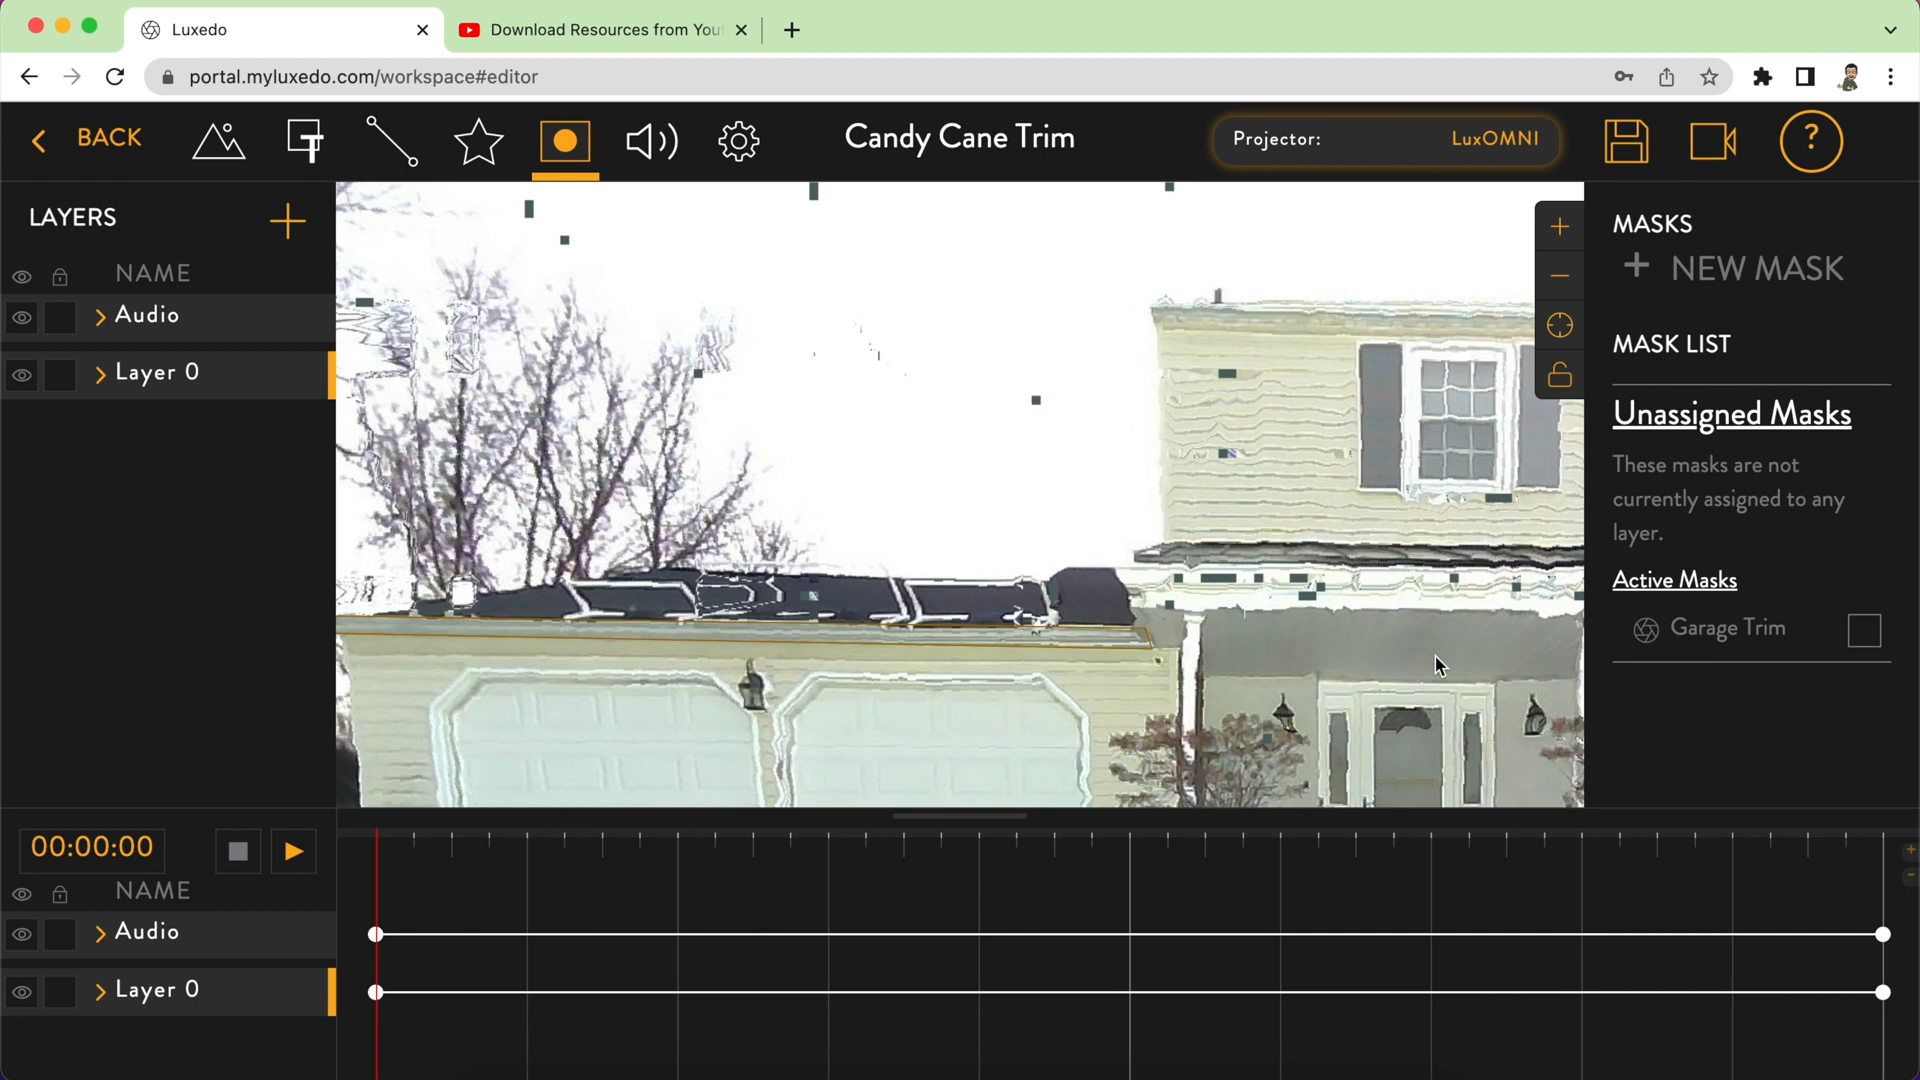 Luxedo
Download Resources from You
portal.myluxedo.com/workspace#editor
BACK
Candy Cane Trim
Projector: LuxOMNI
?
LAYERS
NAME
Audio
Layer 0
MASKS
+ NEW MASK
MASK LIST
Unassigned Masks
These masks are not
currently assigned to any
layer.
Active Masks
Garage Trim
00:00:00
NAME
Audio
Layer 0